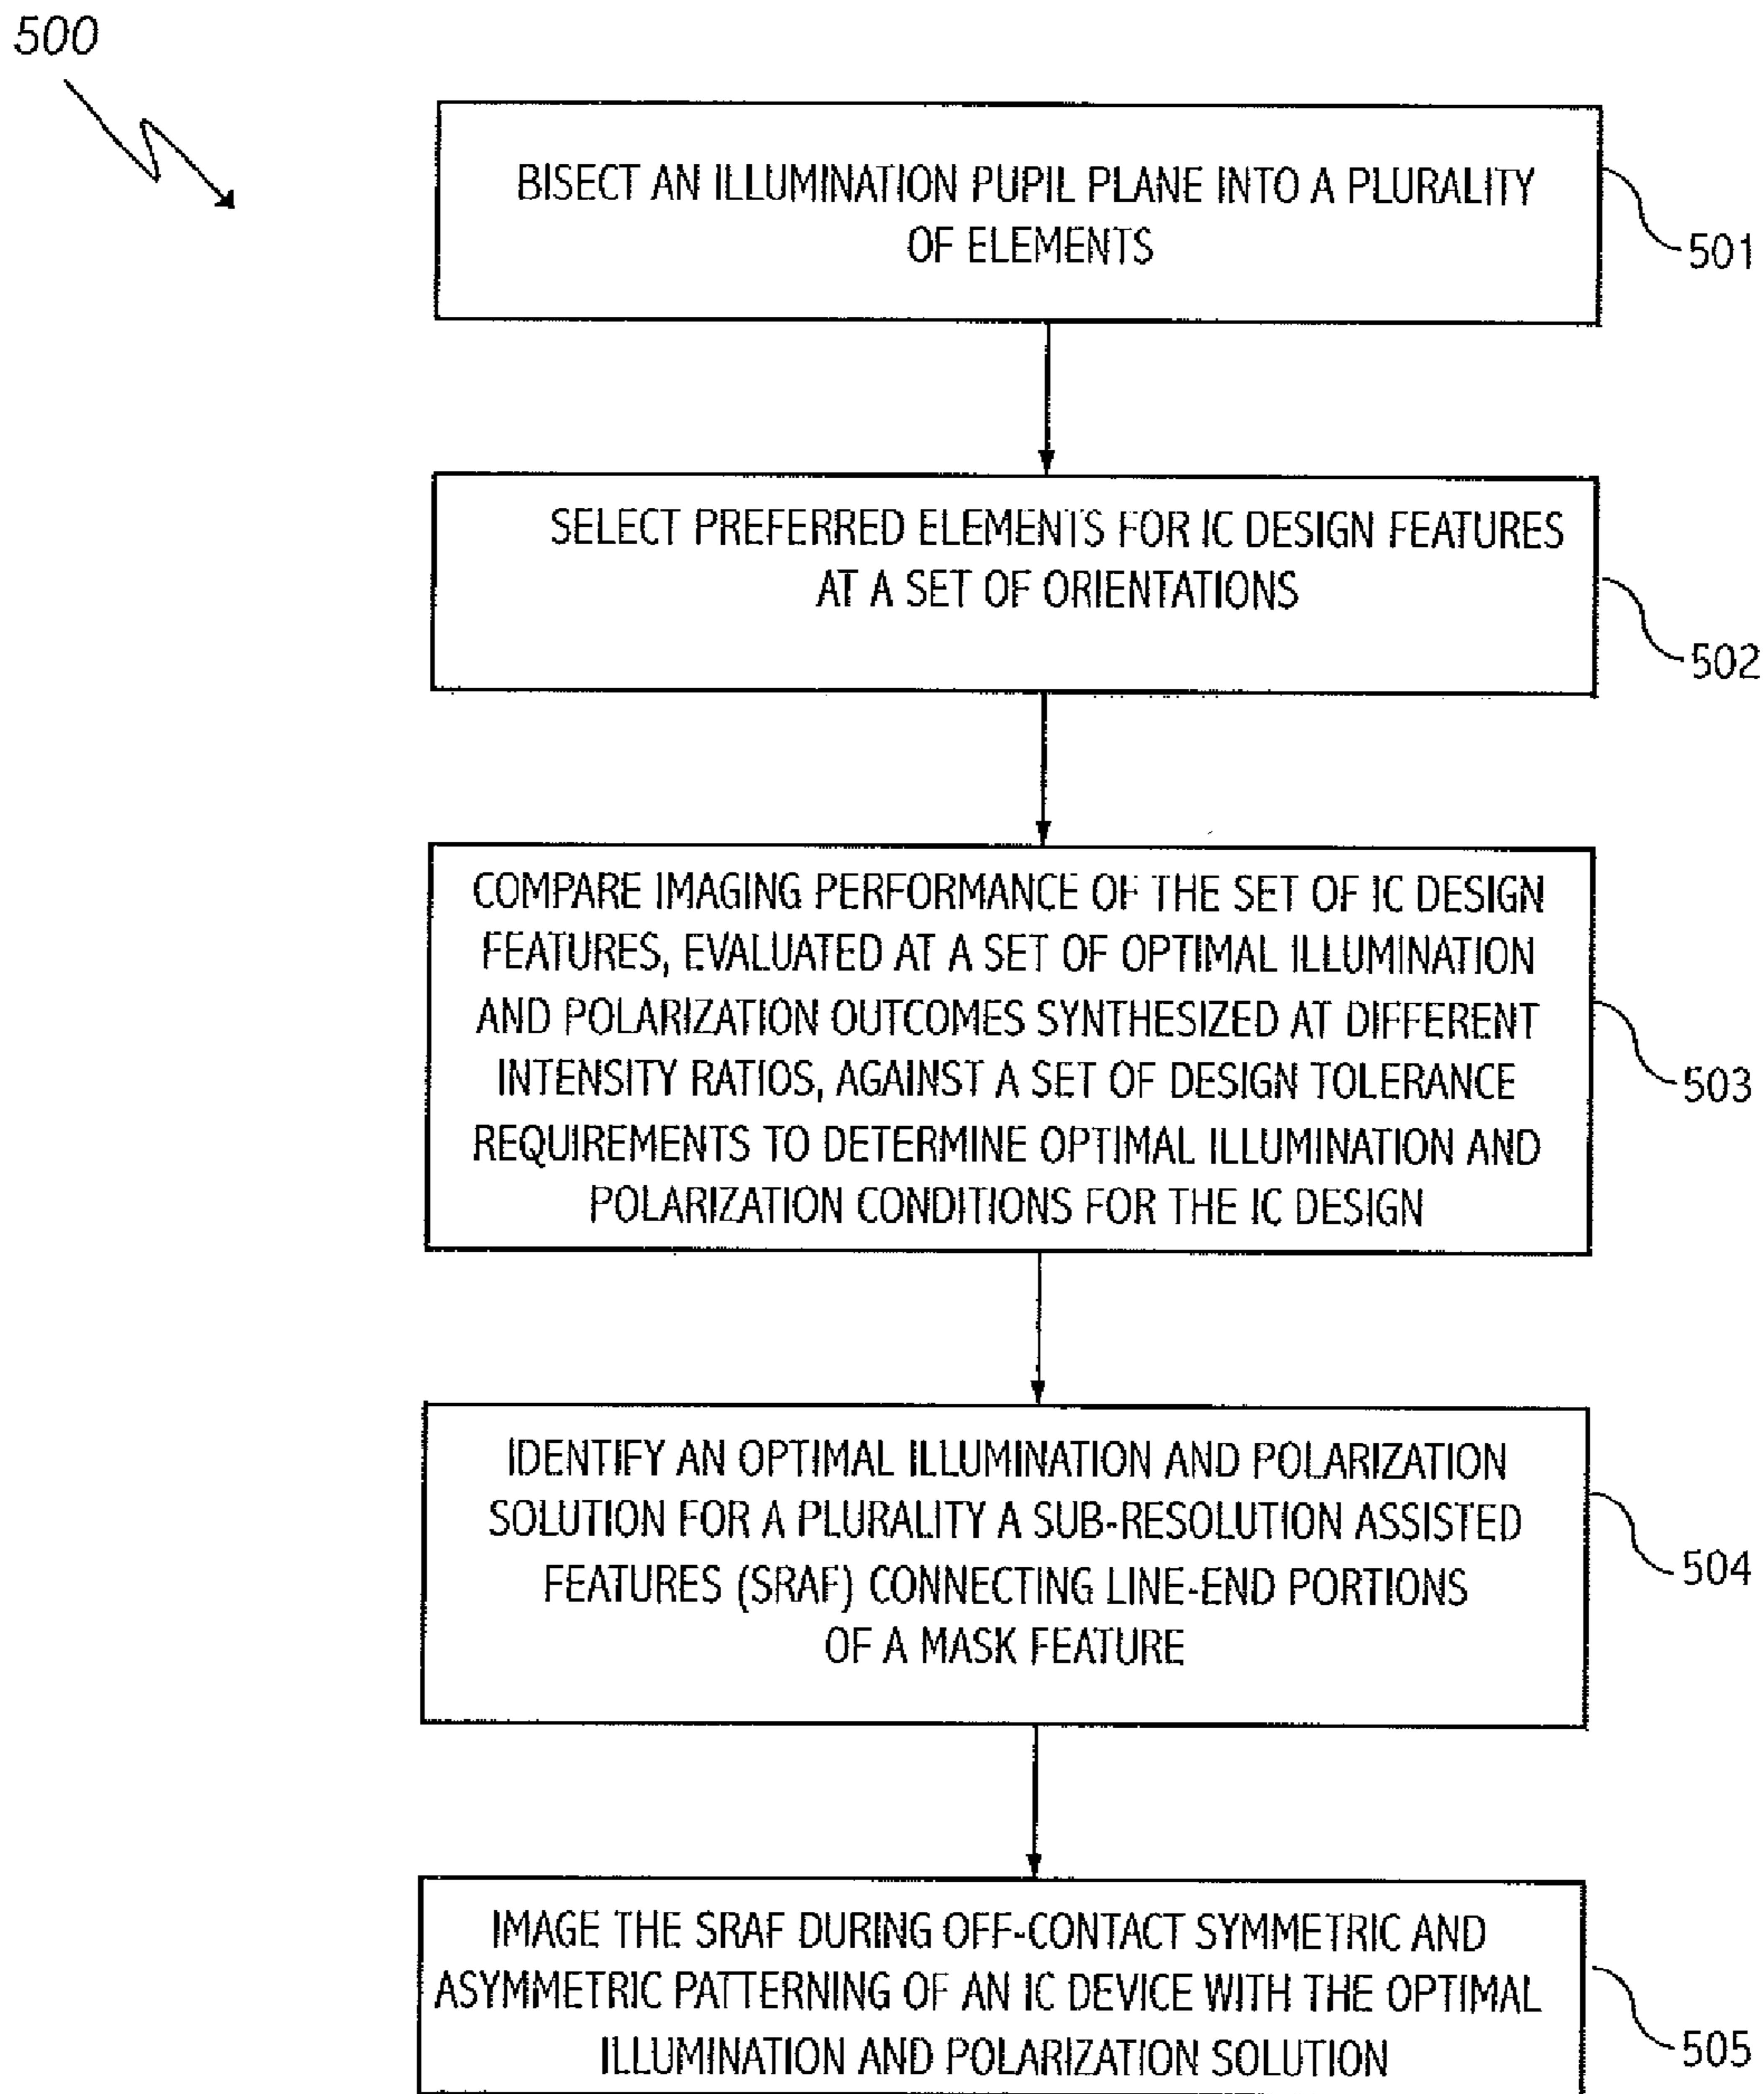 500
BISECT AN ILLUMINATION PUPIL PLANE INTO A PLURALITY
OF ELEMENTS
501
SELECT PREFERRED ELEMENTS FOR IC DESIGN FEATURES
AT A SET OF ORIENTATIONS
502
COMPARE IMAGING PERFORMANCE OF THE SET OF IC DESIGN
FEATURES, EVALUATED AT A SET OF OPTIMAL ILLUMINATION
AND POLARIZATION OUTCOMES SYNTHESIZED AT DIFFERENT
INTENSITY RATIOS, AGAINST A SET OF DESIGN TOLERANCE
REQUIREMENTS TO DETERMINE OPTIMAL ILLUMINATION AND
POLARIZATION CONDITIONS FOR THE IC DESIGN
503
IDENTIFY AN OPTIMAL ILLUMINATION AND POLARIZATION
SOLUTION FOR A PLURALITY A SUB-RESOLUTION ASSISTED
FEATURES (SRAF) CONNECTING LINE-END PORTIONS
OF A MASK FEATURE
504
IMAGE THE SRAF DURING OFF-CONTACT SYMMETRIC AND
ASYMMETRIC PATTERNING OF AN IC DEVICE WITH THE OPTIMAL
ILLUMINATION AND POLARIZATION SOLUTION
505